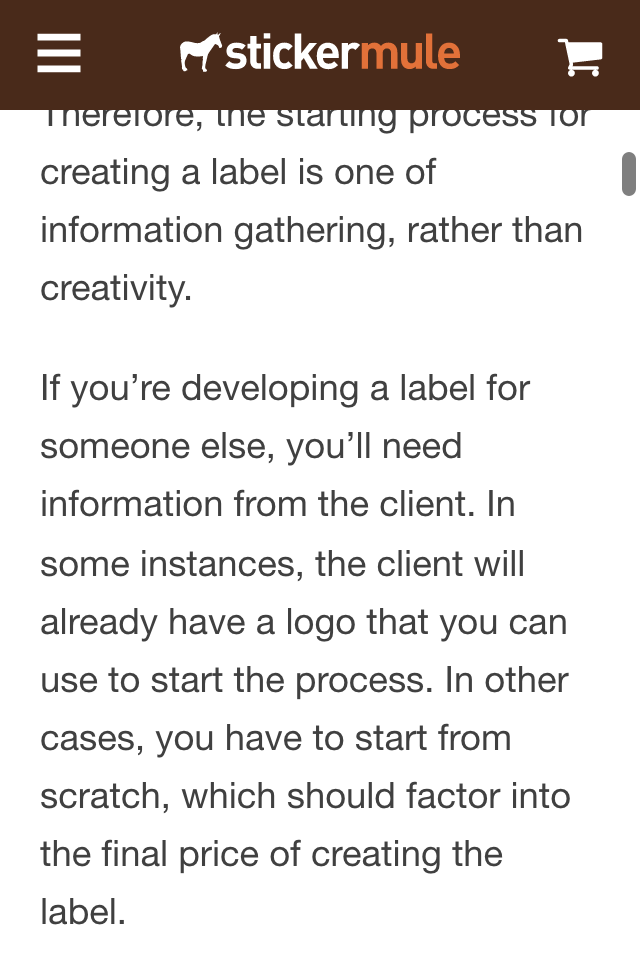 stickermule
Therefore, the starting process for
creating a label is one of
information gathering, rather than
creativity.
If you’re developing a label for
someone else, you’ll need
information from the client. In
some instances, the client will
already have a logo that you can
use to start the process. In other
cases, you have to start from
scratch, which should factor into
the final price of creating the
label.